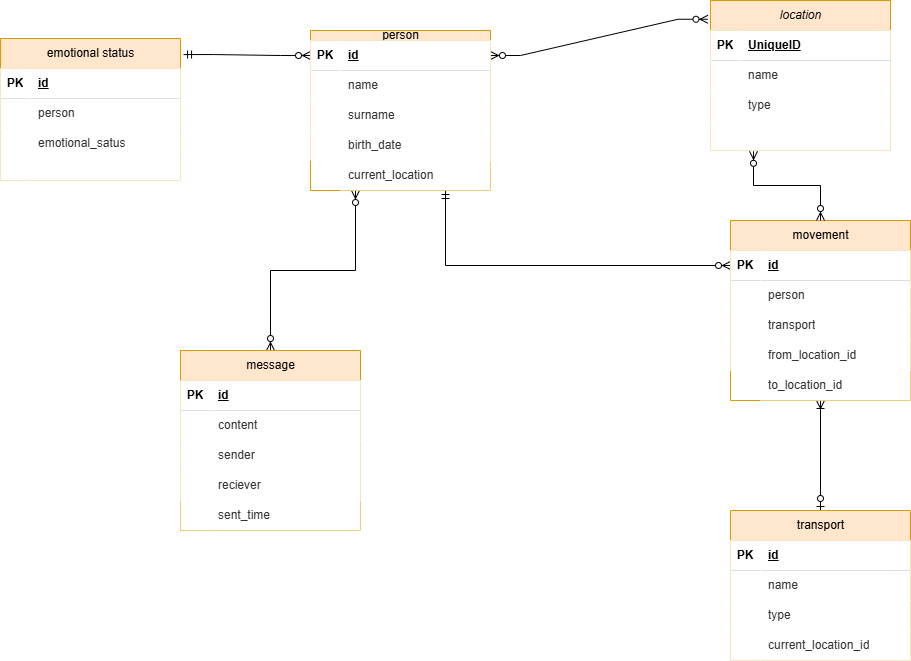 emotional status
PK id
person
emotional_satus
person
PK id
name
surname
birth_date
current_location
location
PK UniqueID
name
type
movement
PK id
person
transport
from_location_id
to_location_id
message
PK id
content
sender
reciever
sent_time
transport
PK id
name
type
current_location_id